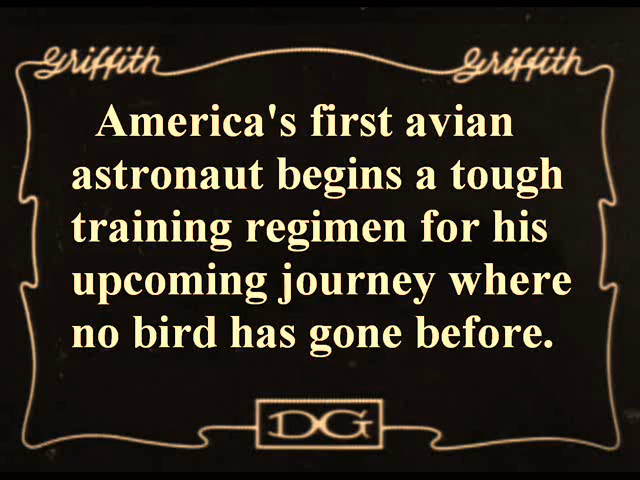 Griffith Griffith
America's first avian
astronaut begins a tough
training regimen for his
upcoming journey where
no bird has gone before.
DG